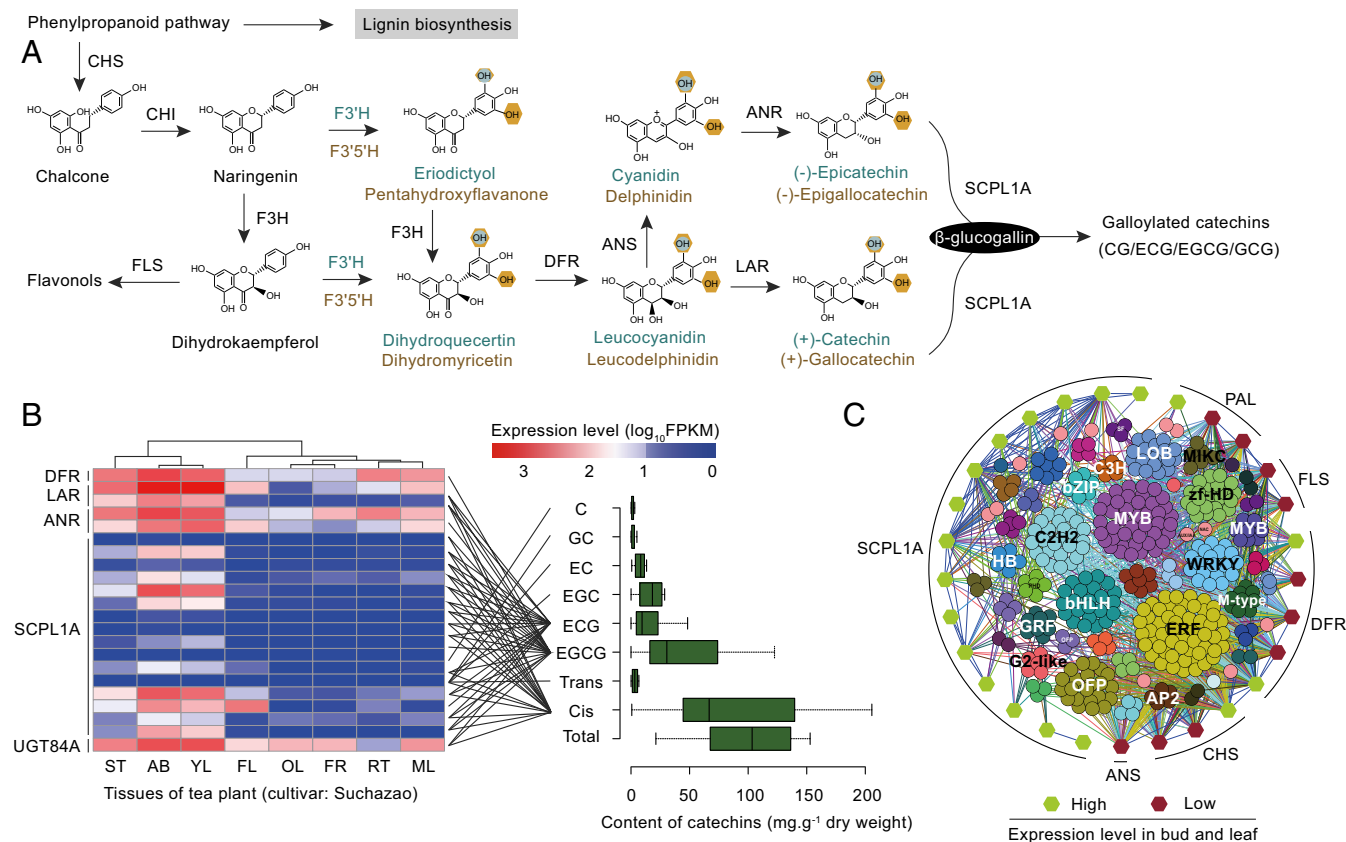 Phenylpropanoid pathway
Lignin biosynthesis
A
CHS
Chalcone
CHI
Naringenin
F3'H
F3'5'H
Eriodictyol
Pentahydroxyflavanone
F3H
F3H
Flavonols
FLS
Dihydrokaempferol
F3'H
F3'5'H
Dihydroquecertin
Dihydromyricetin
DFR
Leucocyanidin
Leucodelphinidin
ANS
Cyanidin
Delphinidin
ANR
(-)-Epicatechin
(-)-Epigallocatechin
LAR
(+)-Catechin
(+)-Gallocatechin
SCPL1A
β-glucogallin
SCPL1A
Galloylated catechins
(CG/ECG/EGCG/GCG)
B
DFR
LAR
ANR
SCPL1A
UGT84A
ST AB YL FL OL FR RT ML
Tissues of tea plant (cultivar: Suchazao)
Expression level (log10FPKM)
3 2 1 0
C
GC
EC
EGC
ECG
EGCG
Trans
Cis
Total
0 50 100 150 200
Content of catechins (mg.g-1 dry weight)
C
PAL
FLS
DFR
CHS
ANS
SCPL1A
LOB
MIKC
C3H
bZIP
zf-HD
MYB
MYB
C2H2
WRKY
HB
bHLH
M-type
GRF
ERF
G2-like
OFP
AP2
High
Low
Expression level in bud and leaf